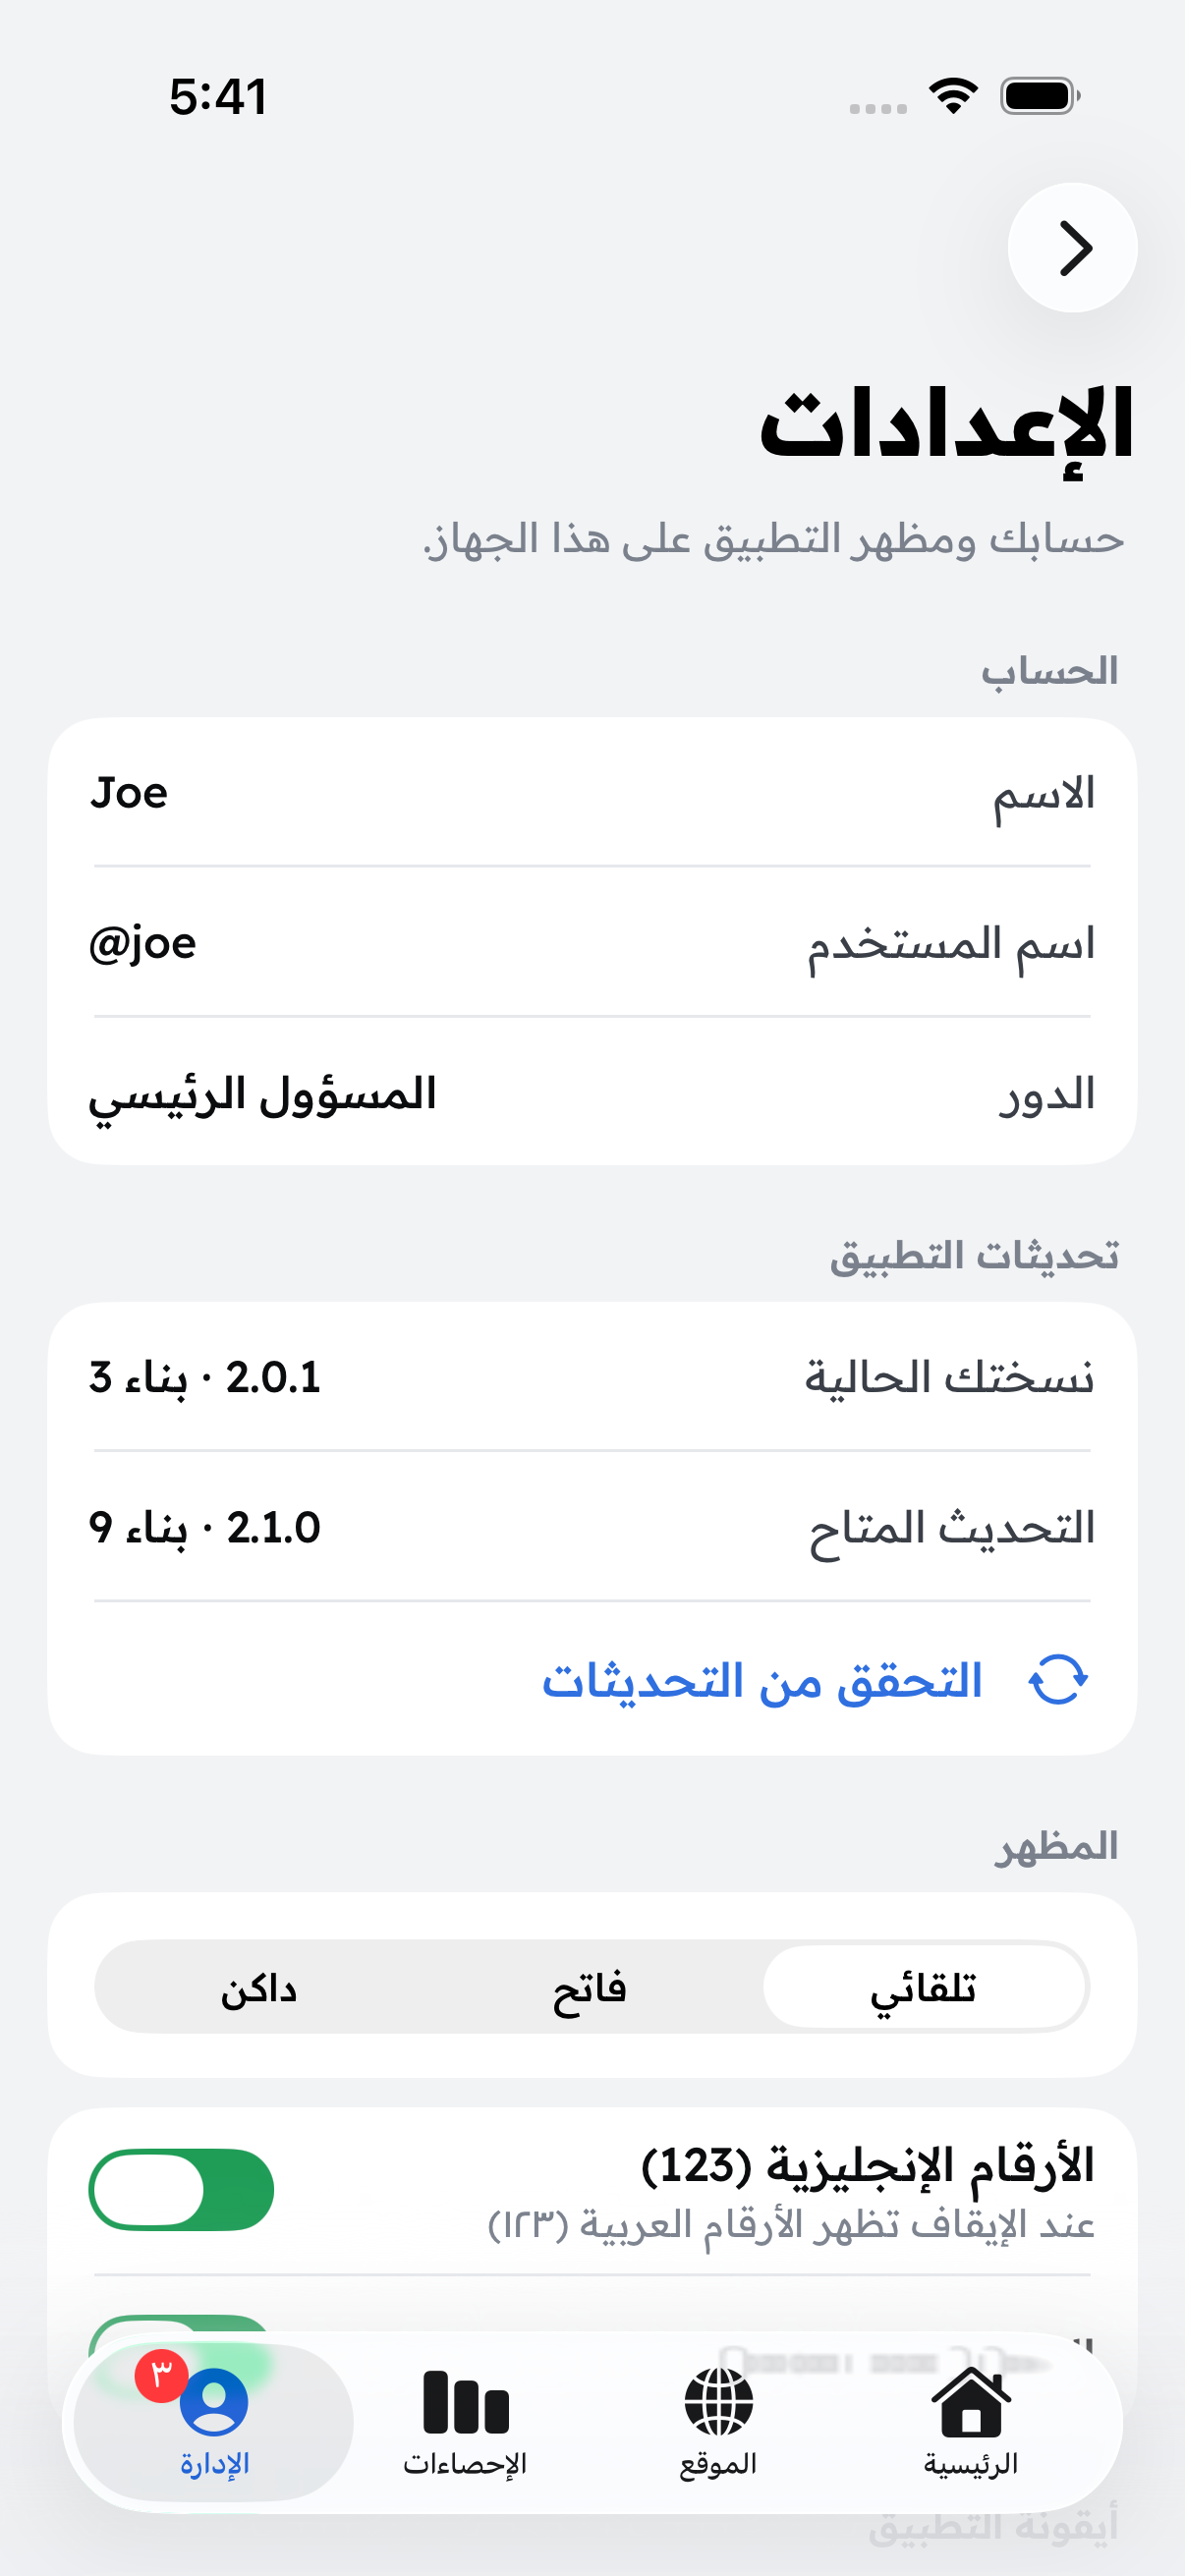 5:41
الإعدادات
حسابك ومظهر التطبيق على هذا الجهاز.
الحساب
الاسم Joe
اسم المستخدم @joe
الدور المسؤول الرئيسي
تحديثات التطبيق
نسختك الحالية 2.0.1 · بناء 3
التحديث المتاح 2.1.0 · بناء 9
التحقق من التحديثات
المظهر
تلقائي فاتح داكن
الأرقام الإنجليزية (123)
عند الإيقاف تظهر الأرقام العربية (١٢٣)
٣
الرئيسية الموقع الإحصاءات الإدارة
أيقونة التطبيق